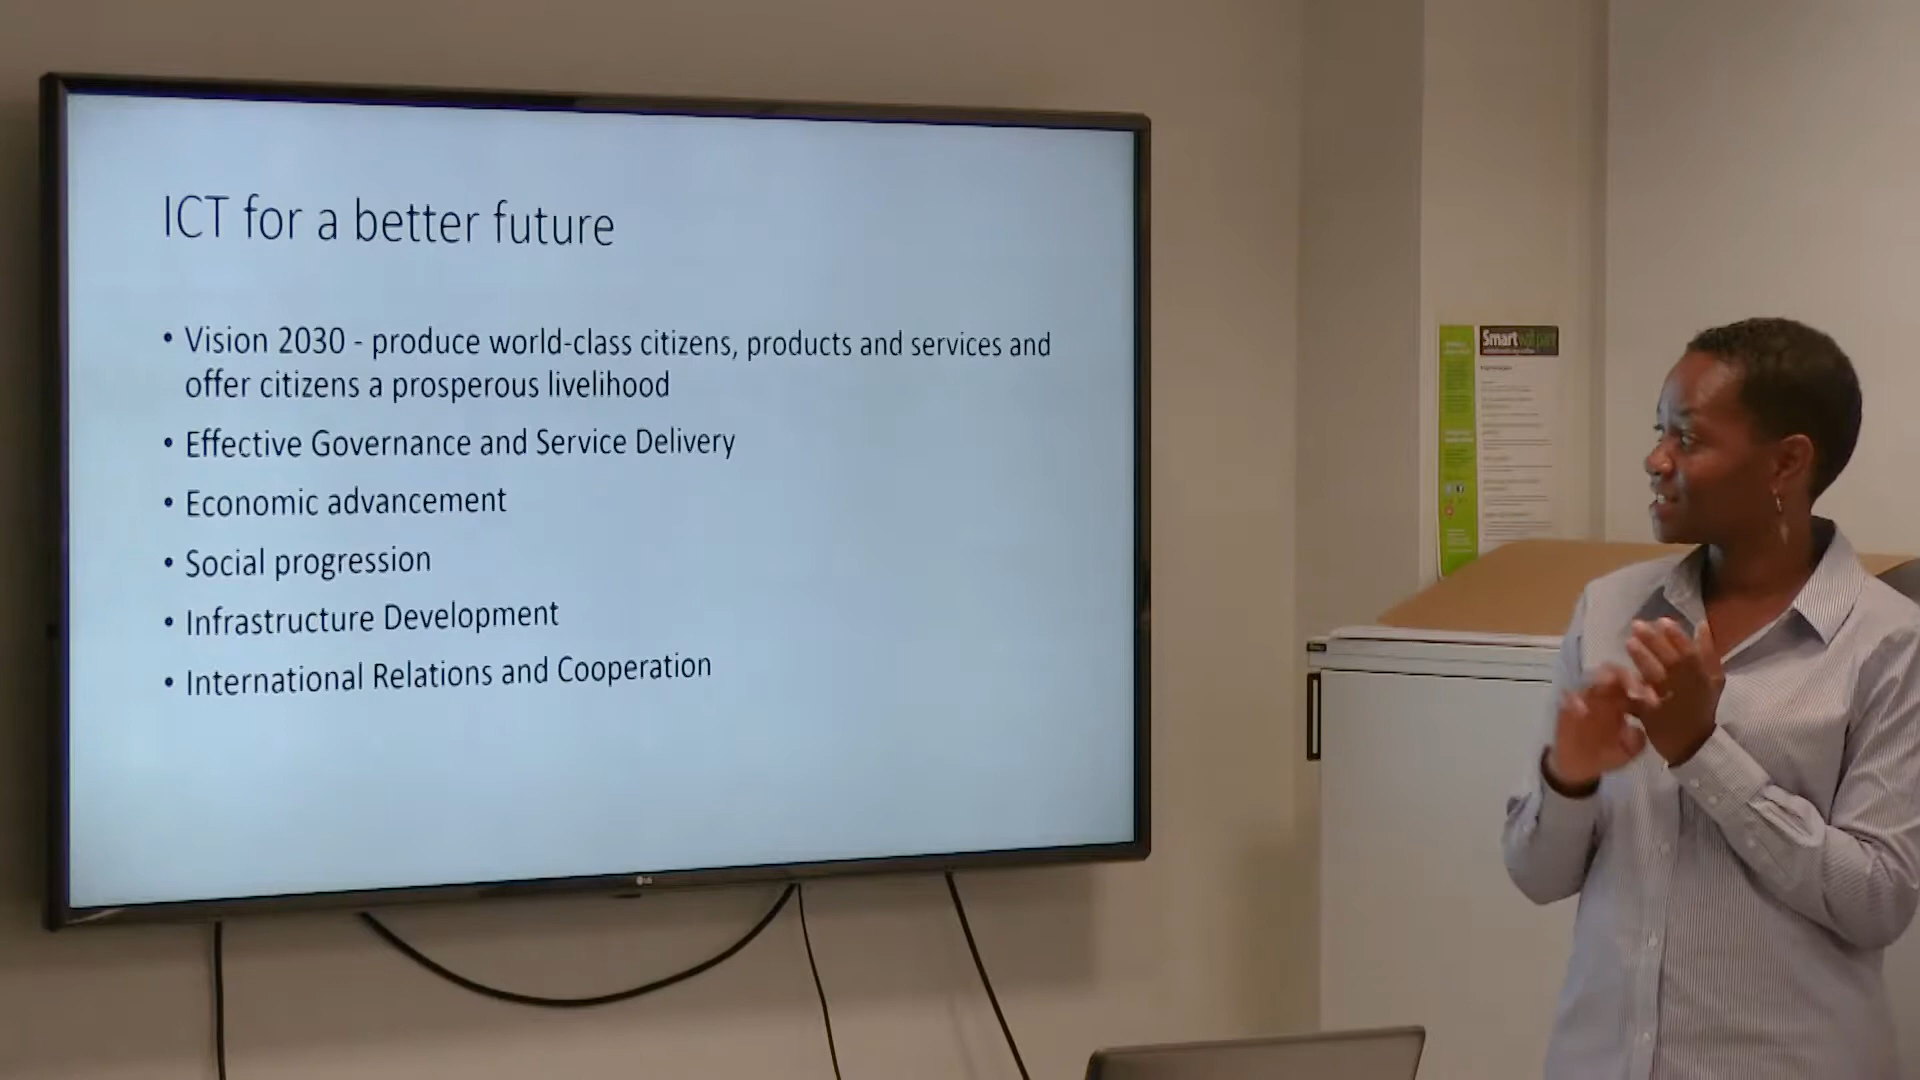 ICT for a better future
• Vision 2030 - produce world-class citizens, products and services and
offer citizens a prosperous livelihood
• Effective Governance and Service Delivery
• Economic advancement
• Social progression
• Infrastructure Development
• International Relations and Cooperation
LG
Smart